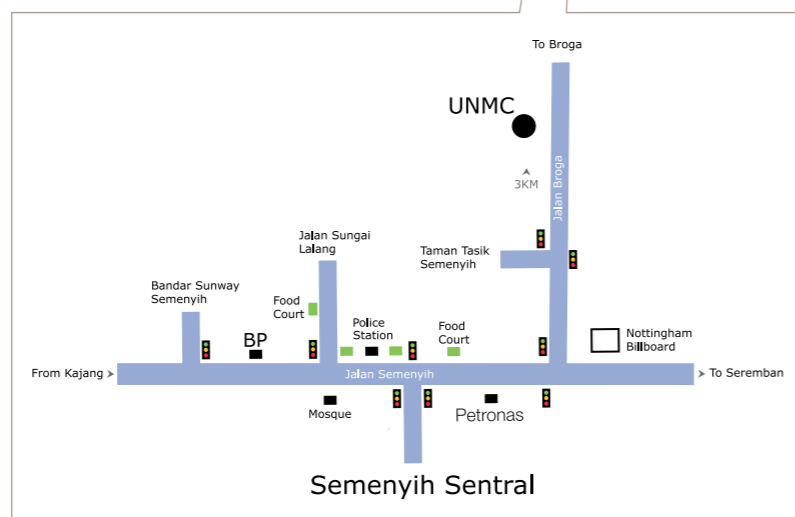 To Broga
UNMC
3KM
Jalan Broga
Jalan Sungai
Lalang
Taman Tasik
Semenyih
Bandar Sunway
Semenyih
Food
Court
BP
Police
Station
Food
Court
Nottingham
Billboard
From Kajang
Jalan Semenyih
To Seremban
Mosque
Petronas
Semenyih Sentral